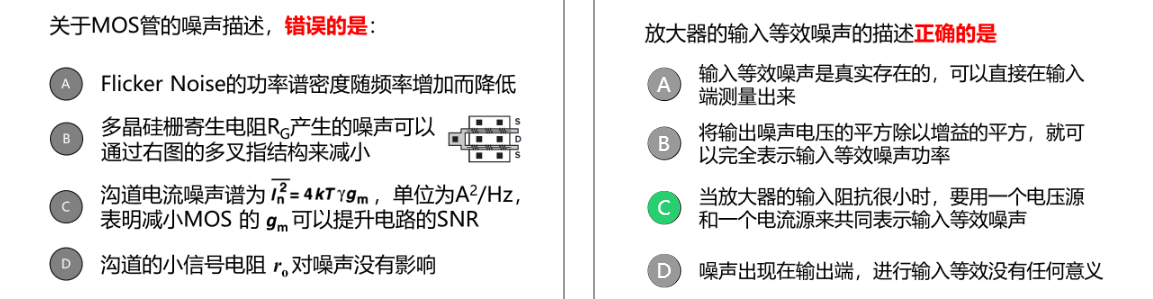 关于MOS管的噪声描述，错误的是：
A Flicker Noise的功率谱密度随频率增加而降低
B 多晶硅栅寄生电阻R_G产生的噪声可以
通过右图的多叉指结构来减小
S
D
S
C 沟道电流噪声谱为 I_n^2 = 4kTγg_m ，单位为A²/Hz，
表明减小MOS 的 g_m 可以提升电路的SNR
D 沟道的小信号电阻 r_o 对噪声没有影响
放大器的输入等效噪声的描述正确的是
A 输入等效噪声是真实存在的，可以直接在输入
端测量出来
B 将输出噪声电压的平方除以增益的平方，就可
以完全表示输入等效噪声功率
C 当放大器的输入阻抗很小时，要用一个电压源
和一个电流源来共同表示输入等效噪声
D 噪声出现在输出端，进行输入等效没有任何意义